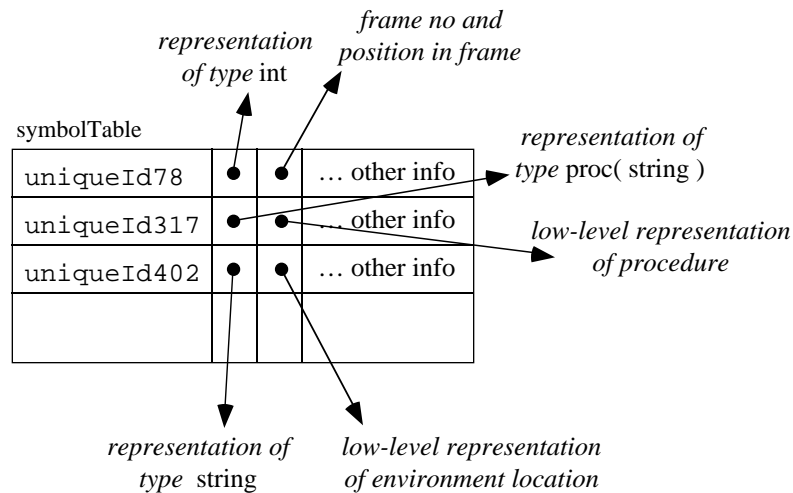 representation
of type int
frame no and
position in frame
symbolTable
representation of
type proc( string )
uniqueId78 … other info
uniqueId317 … other info
low-level representation
of procedure
uniqueId402 … other info
representation of
type string
low-level representation
of environment location